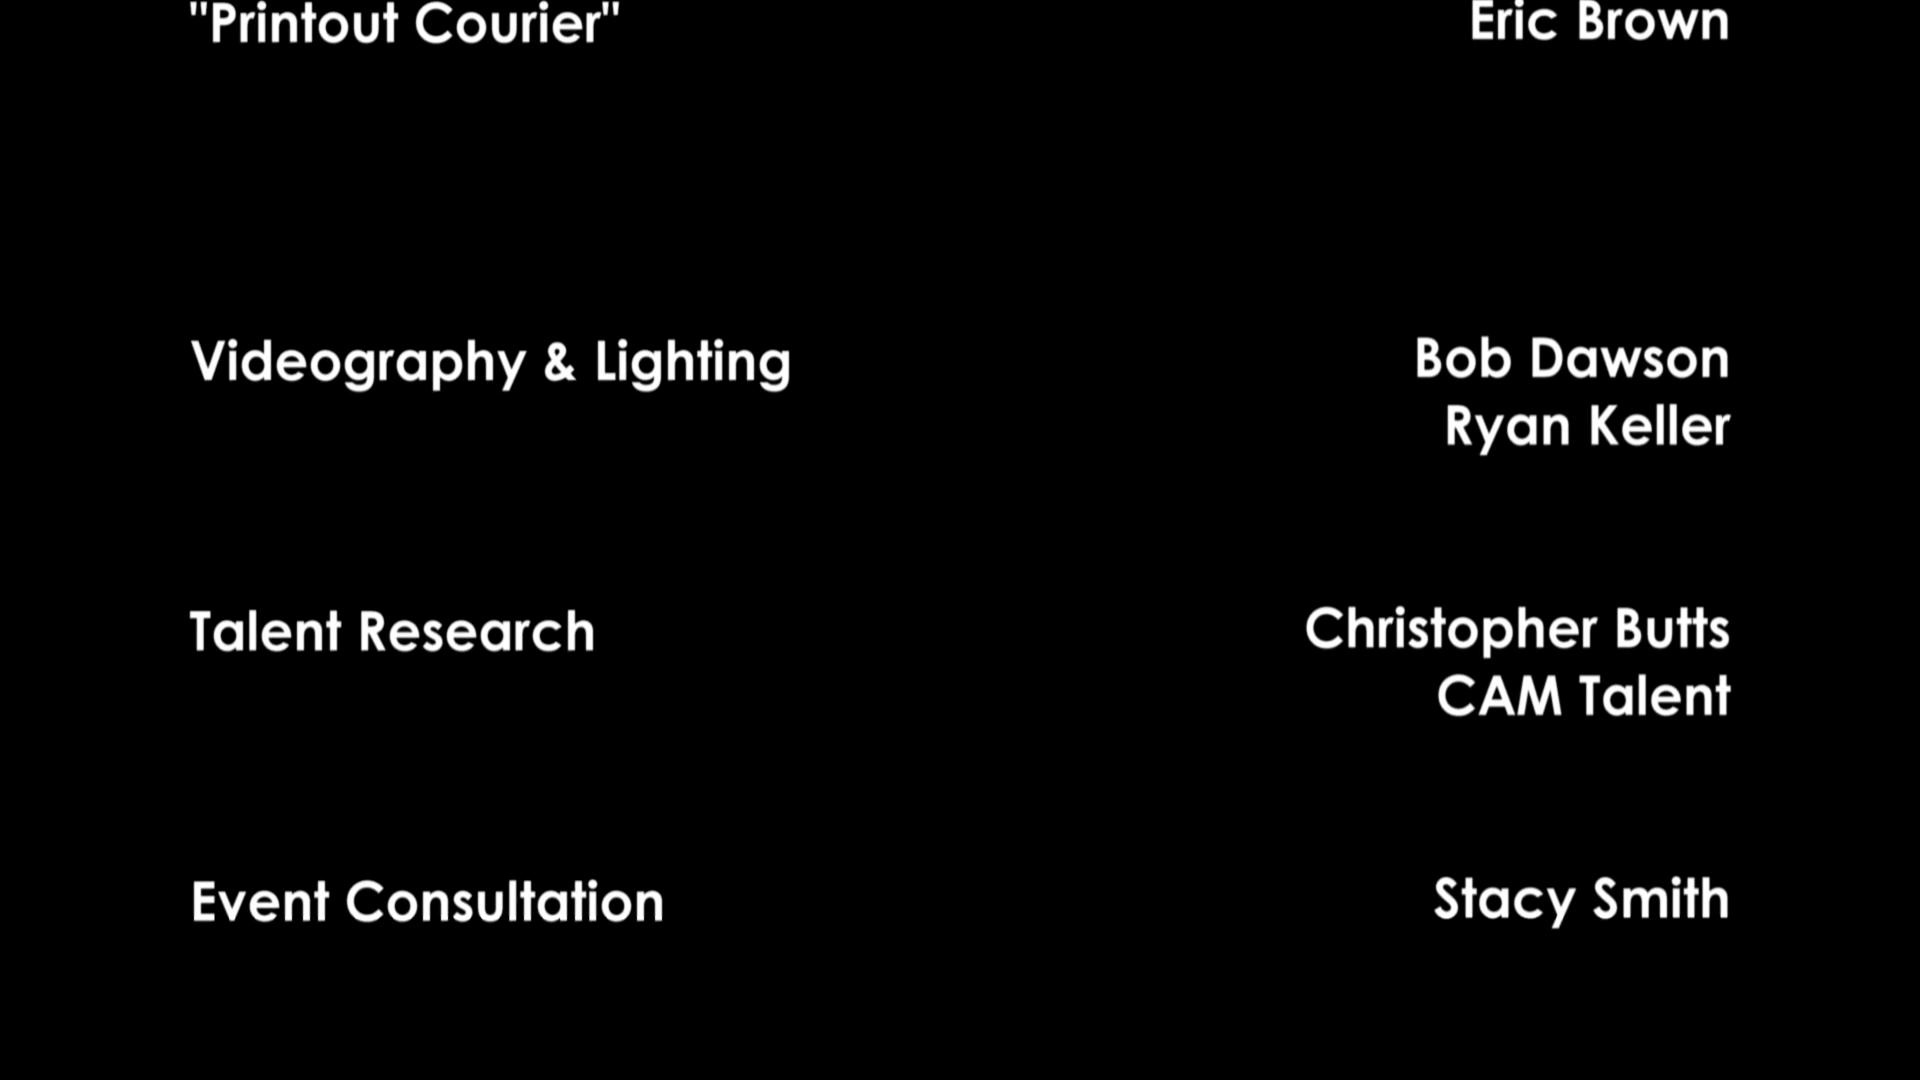 "Printout Courier" Eric Brown
Videography & Lighting Bob Dawson
Ryan Keller
Talent Research Christopher Butts
CAM Talent
Event Consultation Stacy Smith